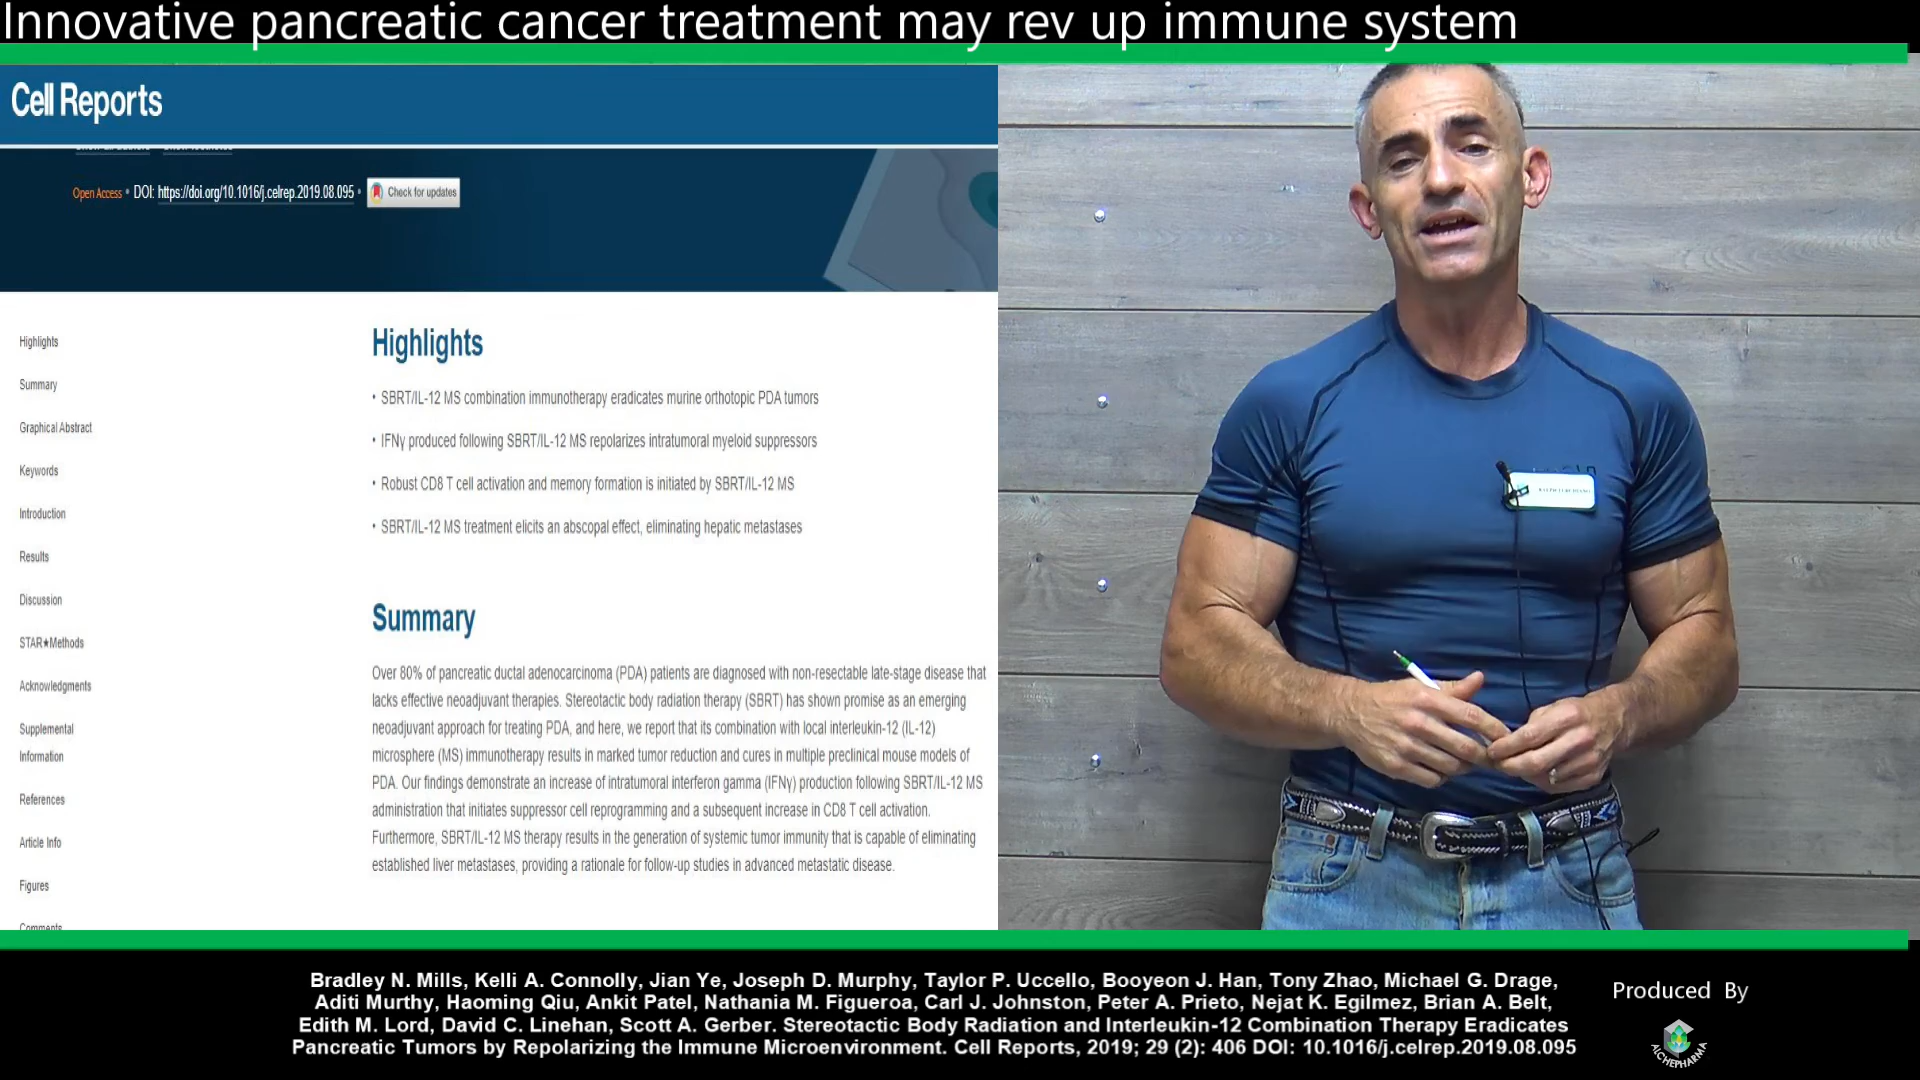 Innovative pancreatic cancer treatment may rev up immune system
Cell Reports
Open Access • DOI: https://doi.org/10.1016/j.celrep.2019.08.095 •
Check for updates
Highlights
Summary
Graphical Abstract
Keywords
Introduction
Results
Discussion
STAR★Methods
Acknowledgments
Supplemental
Information
References
Article Info
Figures
Comments
Highlights
• SBRT/IL-12 MS combination immunotherapy eradicates murine orthotopic PDA tumors
• IFNγ produced following SBRT/IL-12 MS repolarizes intratumoral myeloid suppressors
• Robust CD8 T cell activation and memory formation is initiated by SBRT/IL-12 MS
• SBRT/IL-12 MS treatment elicits an abscopal effect, eliminating hepatic metastases
Summary
Over 80% of pancreatic ductal adenocarcinoma (PDA) patients are diagnosed with non-resectable late-stage disease that
lacks effective neoadjuvant therapies. Stereotactic body radiation therapy (SBRT) has shown promise as an emerging
neoadjuvant approach for treating PDA, and here, we report that its combination with local interleukin-12 (IL-12)
microsphere (MS) immunotherapy results in marked tumor reduction and cures in multiple preclinical mouse models of
PDA. Our findings demonstrate an increase of intratumoral interferon gamma (IFNγ) production following SBRT/IL-12 MS
administration that initiates suppressor cell reprogramming and a subsequent increase in CD8 T cell activation.
Furthermore, SBRT/IL-12 MS therapy results in the generation of systemic tumor immunity that is capable of eliminating
established liver metastases, providing a rationale for follow-up studies in advanced metastatic disease.
Bradley N. Mills, Kelli A. Connolly, Jian Ye, Joseph D. Murphy, Taylor P. Uccello, Booyeon J. Han, Tony Zhao, Michael G. Drage,
Aditi Murthy, Haoming Qiu, Ankit Patel, Nathania M. Figueroa, Carl J. Johnston, Peter A. Prieto, Nejat K. Egilmez, Brian A. Belt,
Edith M. Lord, David C. Linehan, Scott A. Gerber. Stereotactic Body Radiation and Interleukin-12 Combination Therapy Eradicates
Pancreatic Tumors by Repolarizing the Immune Microenvironment. Cell Reports, 2019; 29 (2): 406 DOI: 10.1016/j.celrep.2019.08.095
Produced By
AlCHEPHARMA